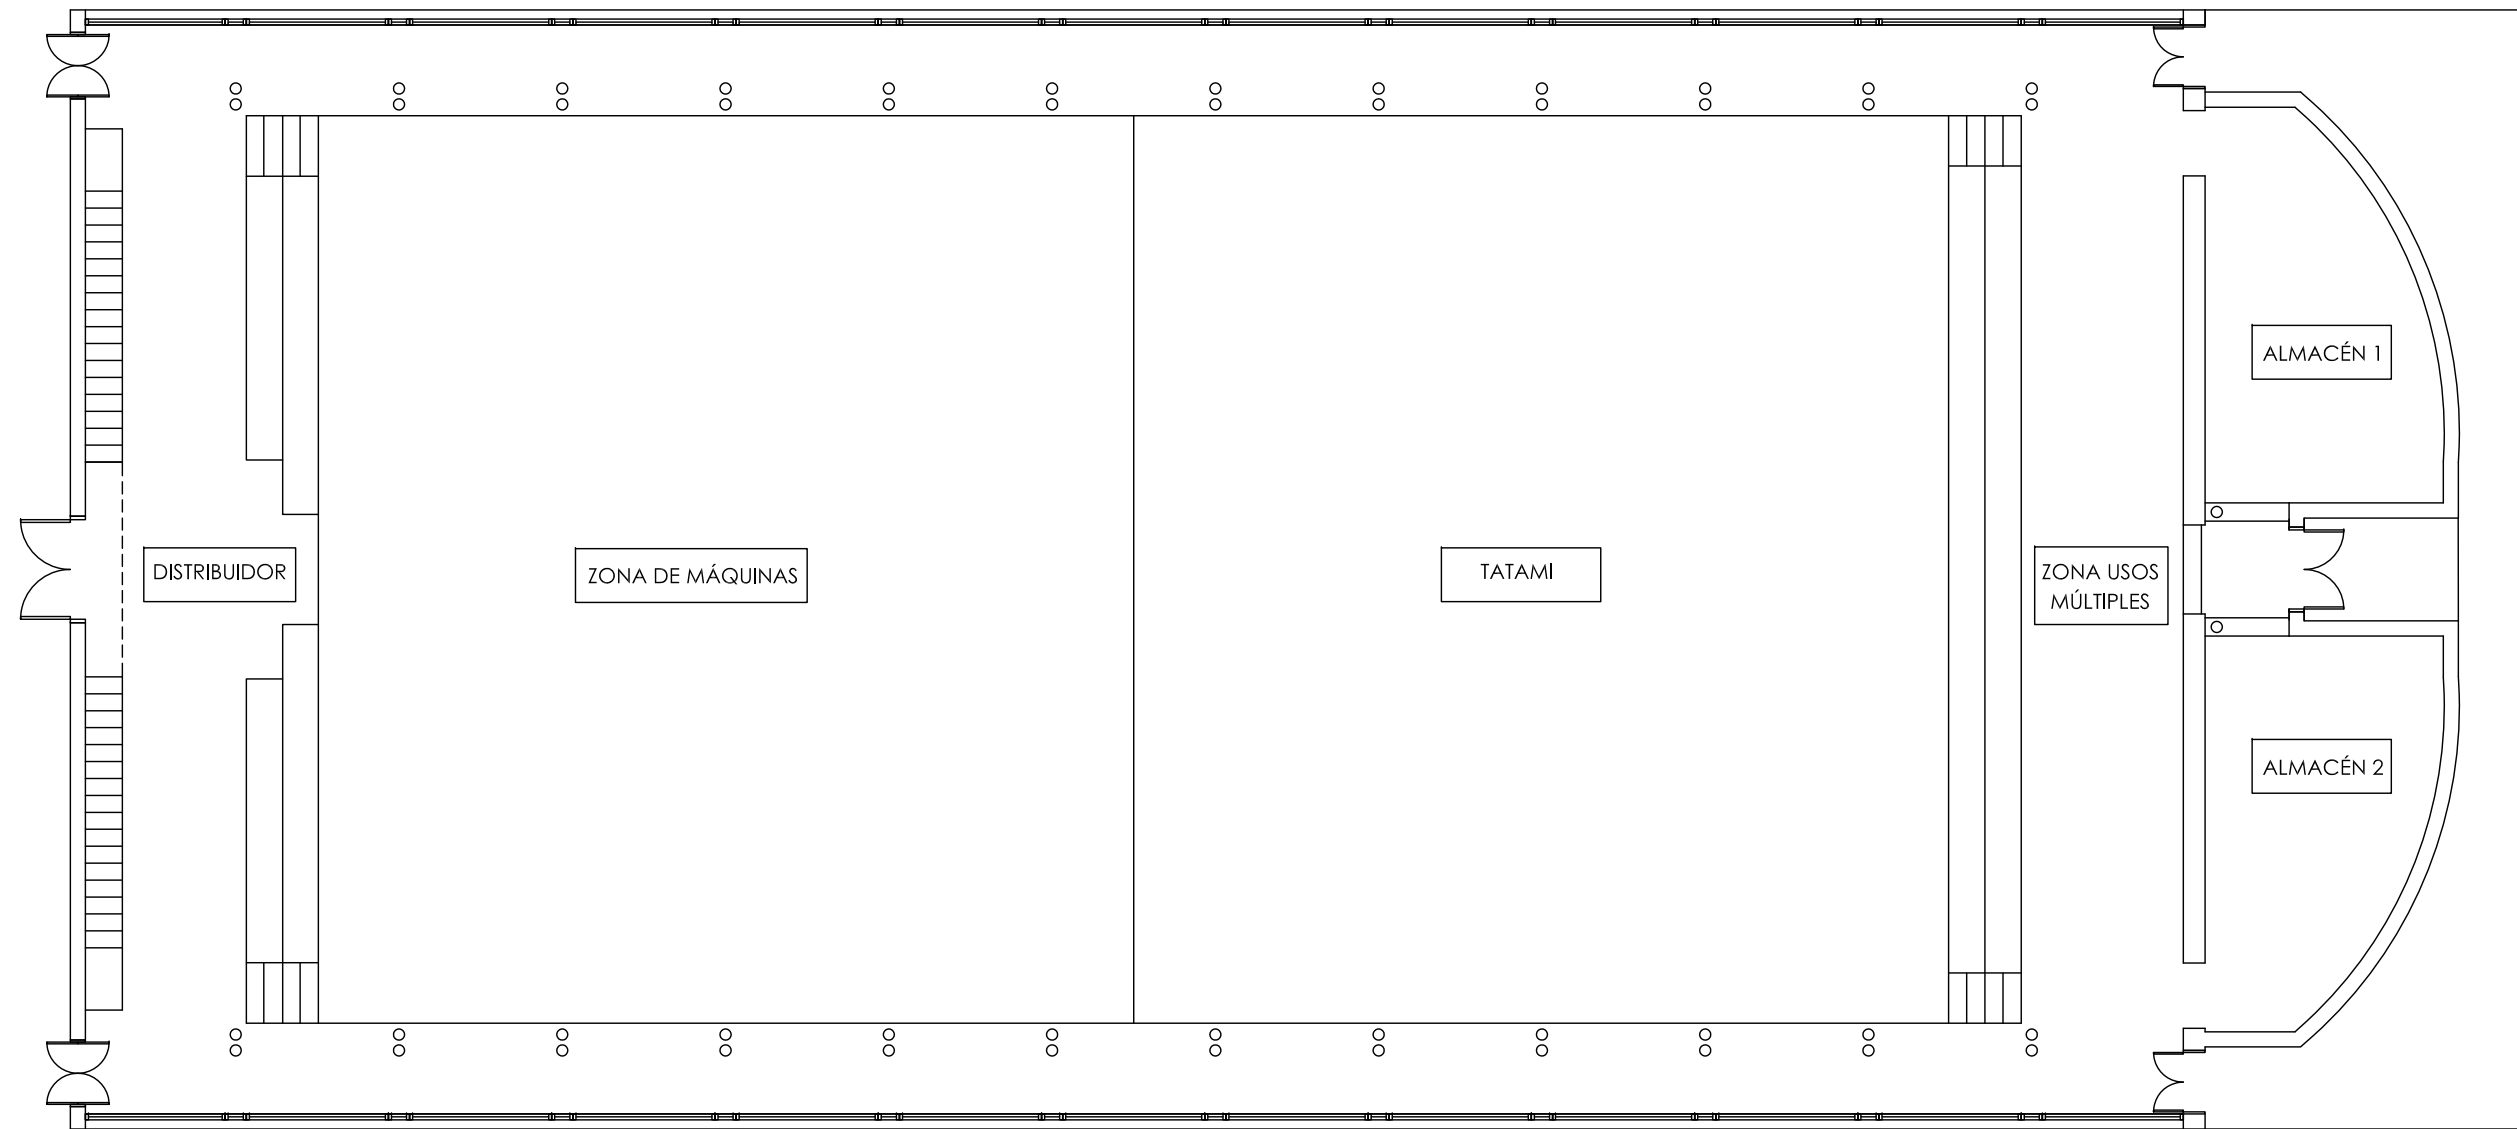 ALMACÉN 1
DISTRIBUIDOR
ZONA DE MÁQUINAS
TATAMI
ZONA USOS
MÚLTIPLES
ALMACÉN 2